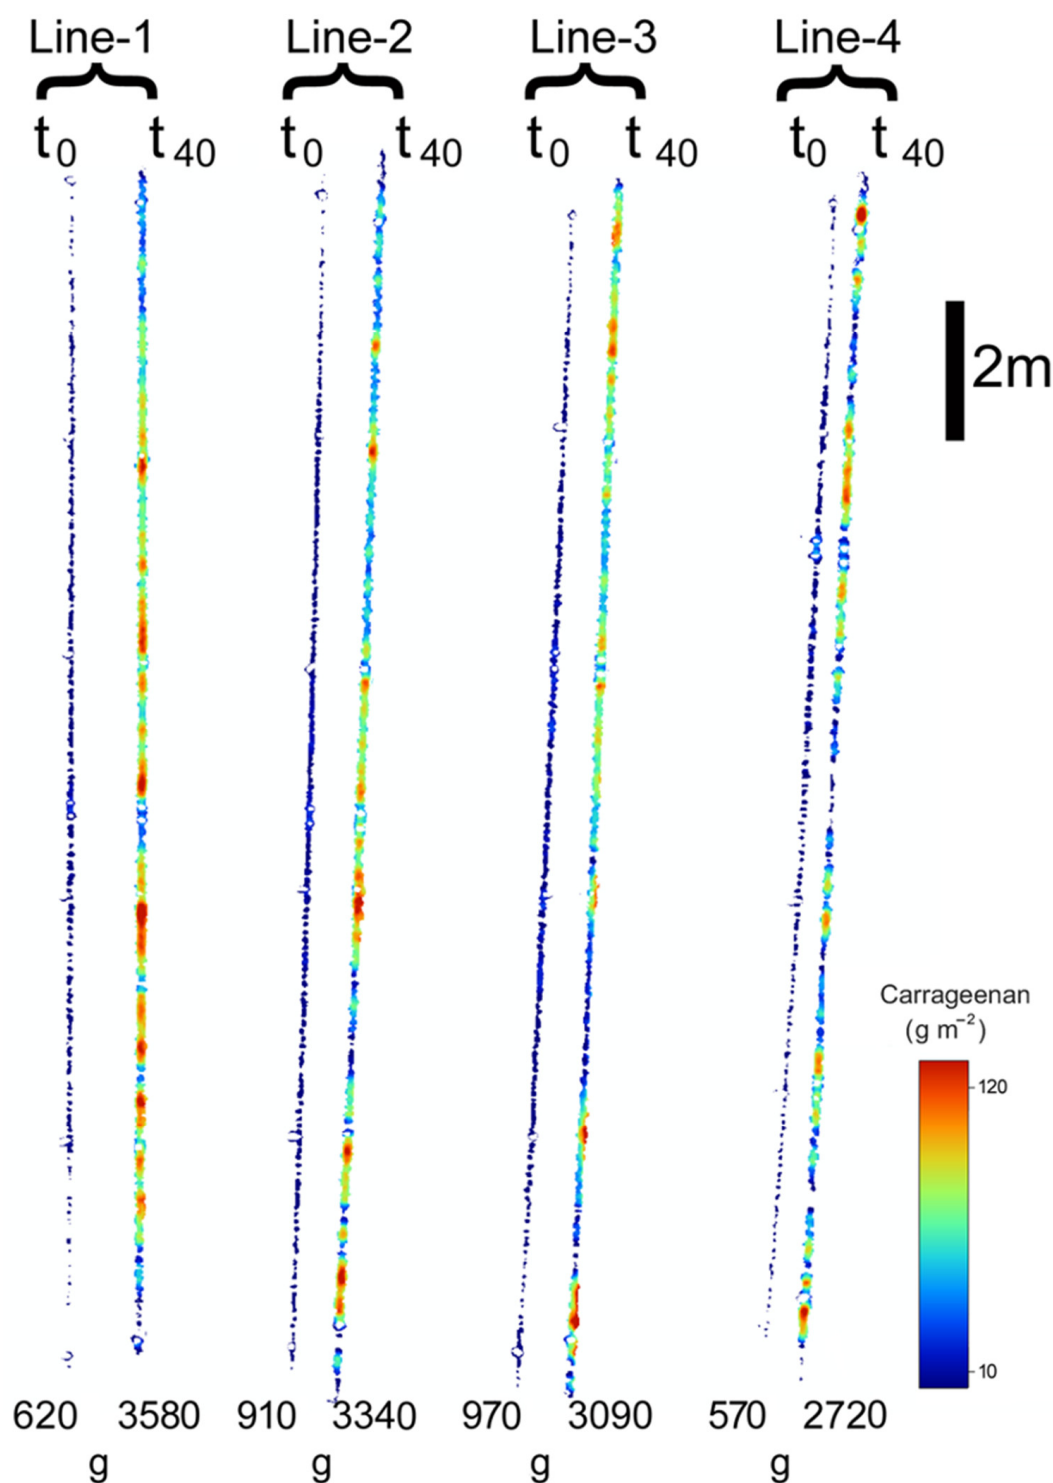 Line-1 Line-2 Line-3 Line-4
t0 t40 t0 t40 t0 t40 t0 t40
2m
Carrageenan
(g m−2)
120
10
620 3580 910 3340 970 3090 570 2720
g g g g